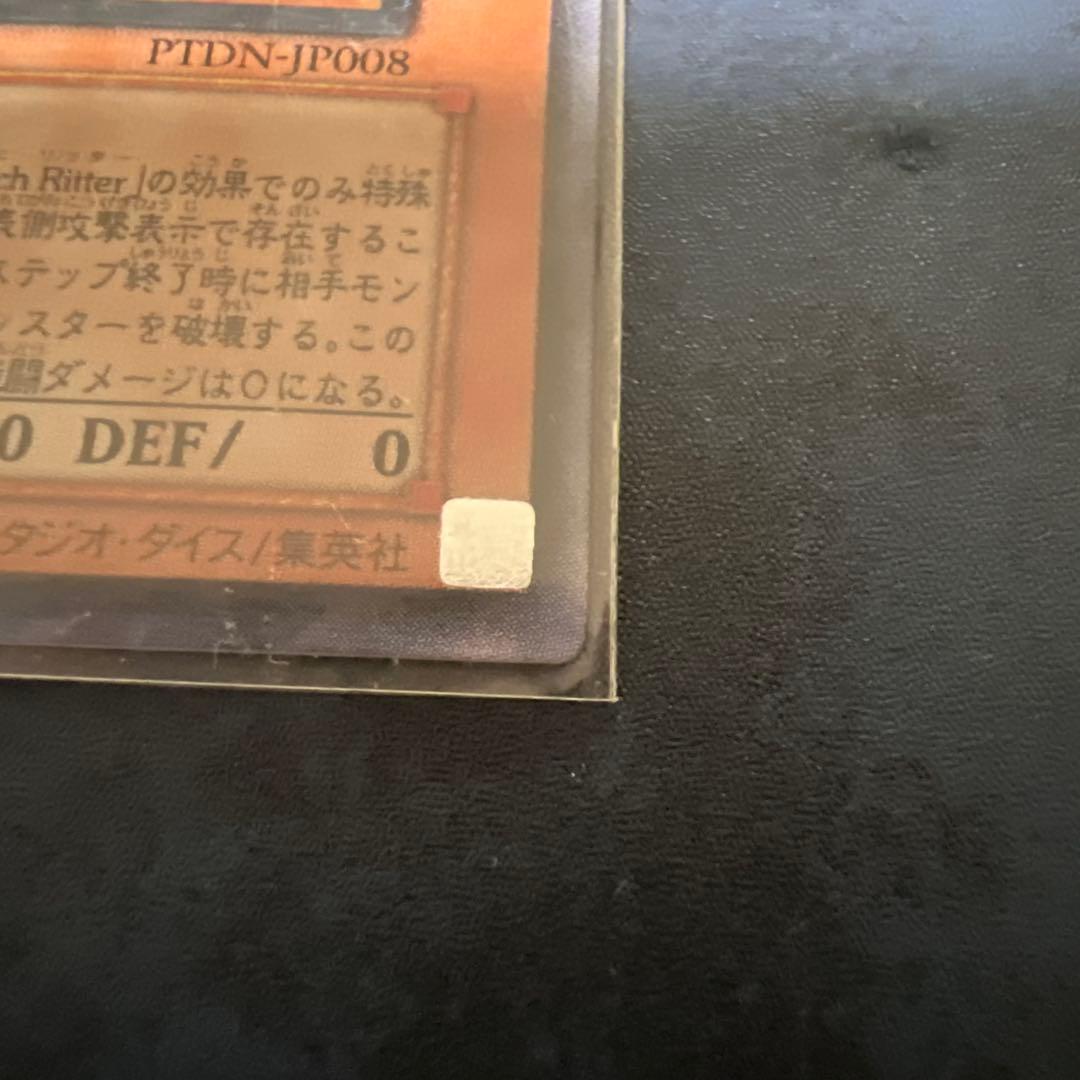 PTDN-JP008
ch Ritter」の効果でのみ特殊
表側攻撃表示で存在するこ
ステップ終了時に相手モン
スターを破壊する。この
闘ダメージは0になる。
0 DEF/ 0
タジオ・ダイス/集英社